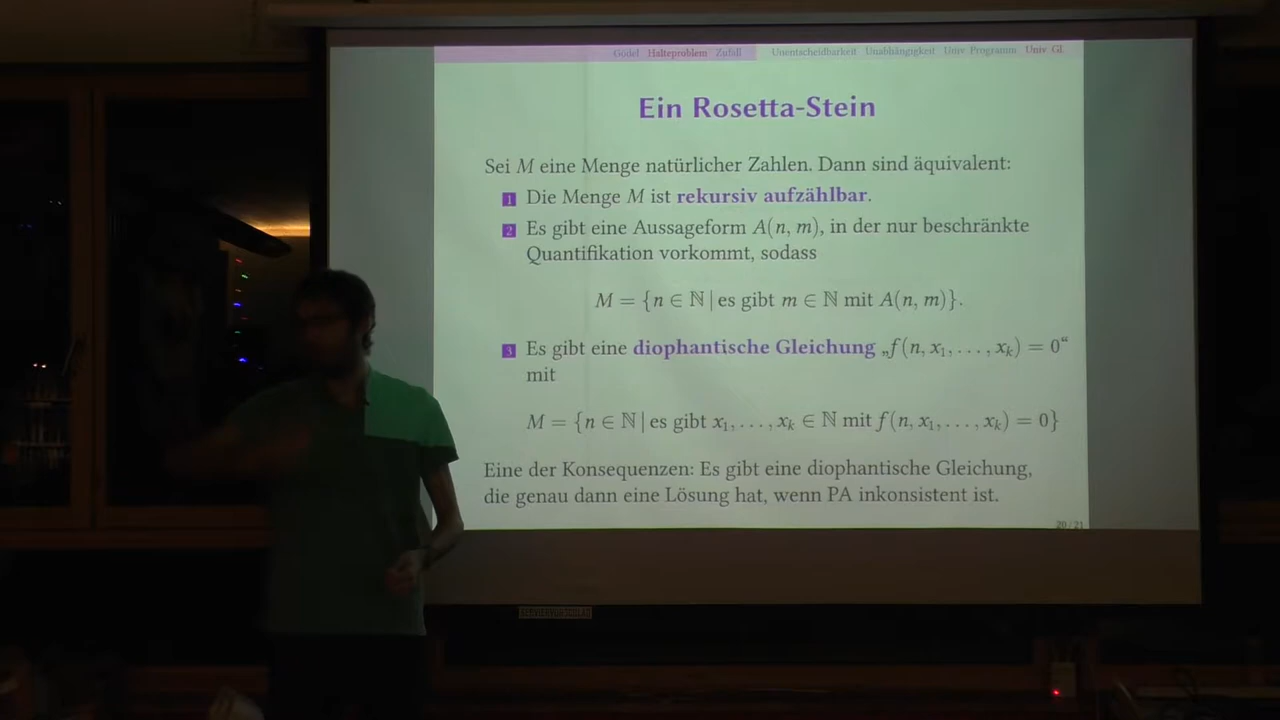 Gödel Halteproblem Zufall Unentscheidbarkeit Unabhängigkeit Univ. Programm Univ. Gl.
Ein Rosetta-Stein
Sei M eine Menge natürlicher Zahlen. Dann sind äquivalent:
1 Die Menge M ist rekursiv aufzählbar.
2 Es gibt eine Aussageform A(n, m), in der nur beschränkte
Quantifikation vorkommt, sodass
M = {n ∈ ℕ | es gibt m ∈ ℕ mit A(n, m)}.
3 Es gibt eine diophantische Gleichung „f(n, x₁, . . . , xₖ) = 0“
mit
M = {n ∈ ℕ | es gibt x₁, . . . , xₖ ∈ ℕ mit f(n, x₁, . . . , xₖ) = 0}
Eine der Konsequenzen: Es gibt eine diophantische Gleichung,
die genau dann eine Lösung hat, wenn PA inkonsistent ist.
20 / 21